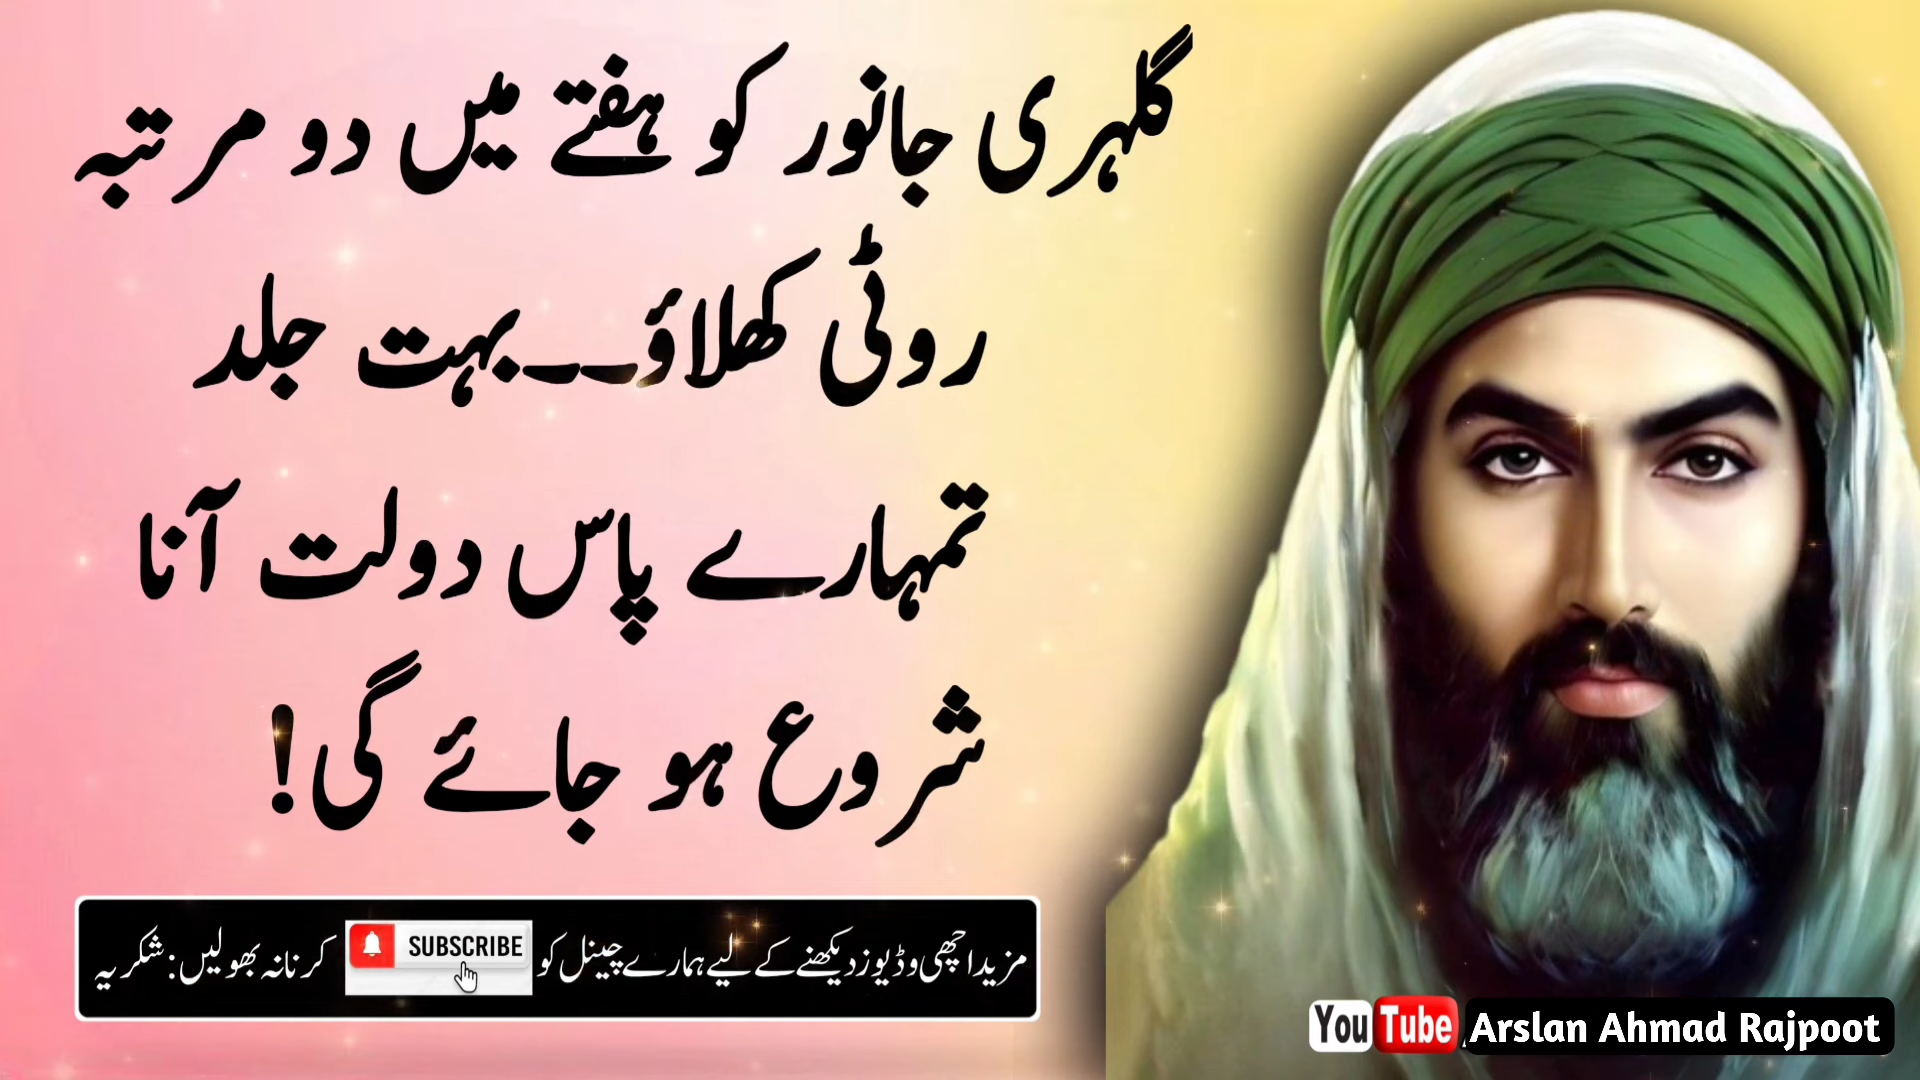 گلہری جانور کو ہفتے میں دو مرتبہ
روٹی کھلاؤ۔۔بہت جلد
تمہارے پاس دولت آنا
شروع ہو جائے گی!
مزید اچھی وڈیوز دیکھنے کے لیے ہمارے چینل کو SUBSCRIBE کرنا نہ بھولیں: شکریہ
YouTube Arslan Ahmad Rajpoot